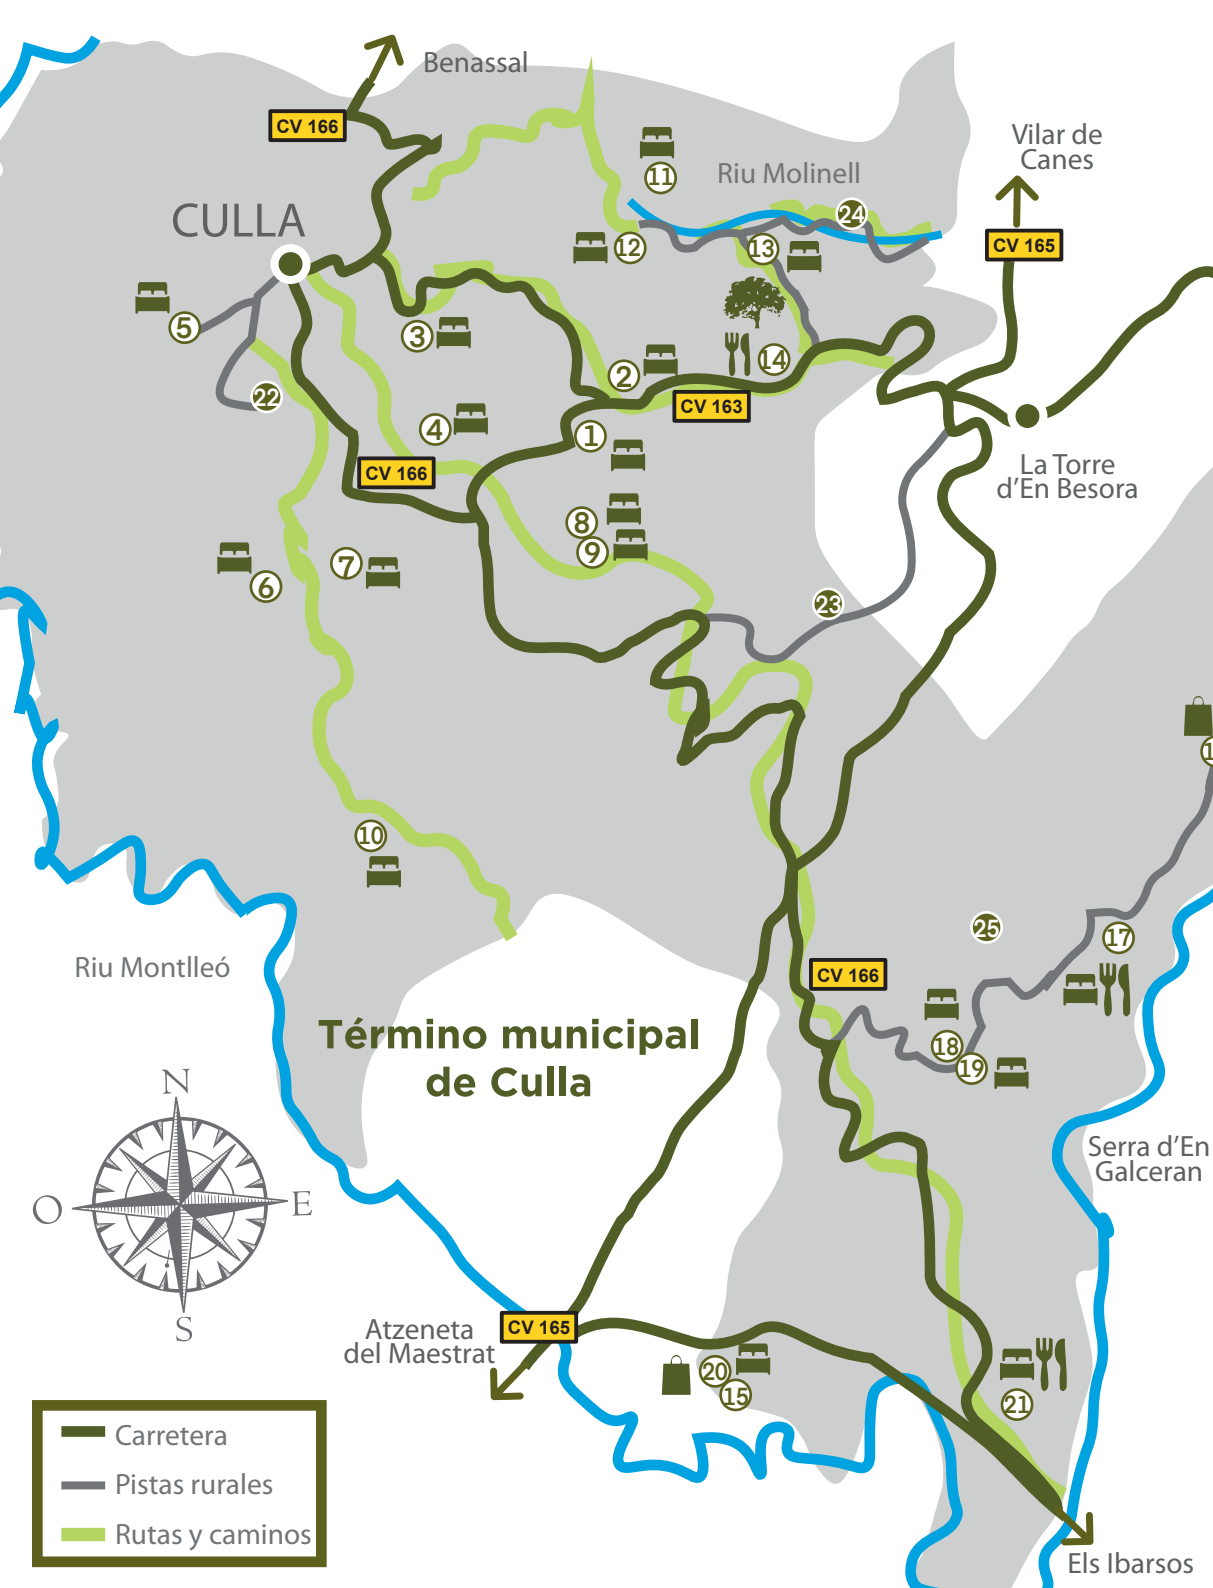 Benassal
CV 166
Vilar de
Canes
11
Riu Molinell
CULLA
24
CV 165
12
13
5
3
14
2
22
CV 163
4
1
CV 166
La Torre
d'En Besora
8
9
7
6
23
10
25
17
Riu Montlleó
CV 166
Término municipal
de Culla
18
19
N
O
E
S
Serra d'En
Galceran
Atzeneta
del Maestrat
CV 165
20
15
21
Carretera
Pistas rurales
Rutas y caminos
Els Ibarsos